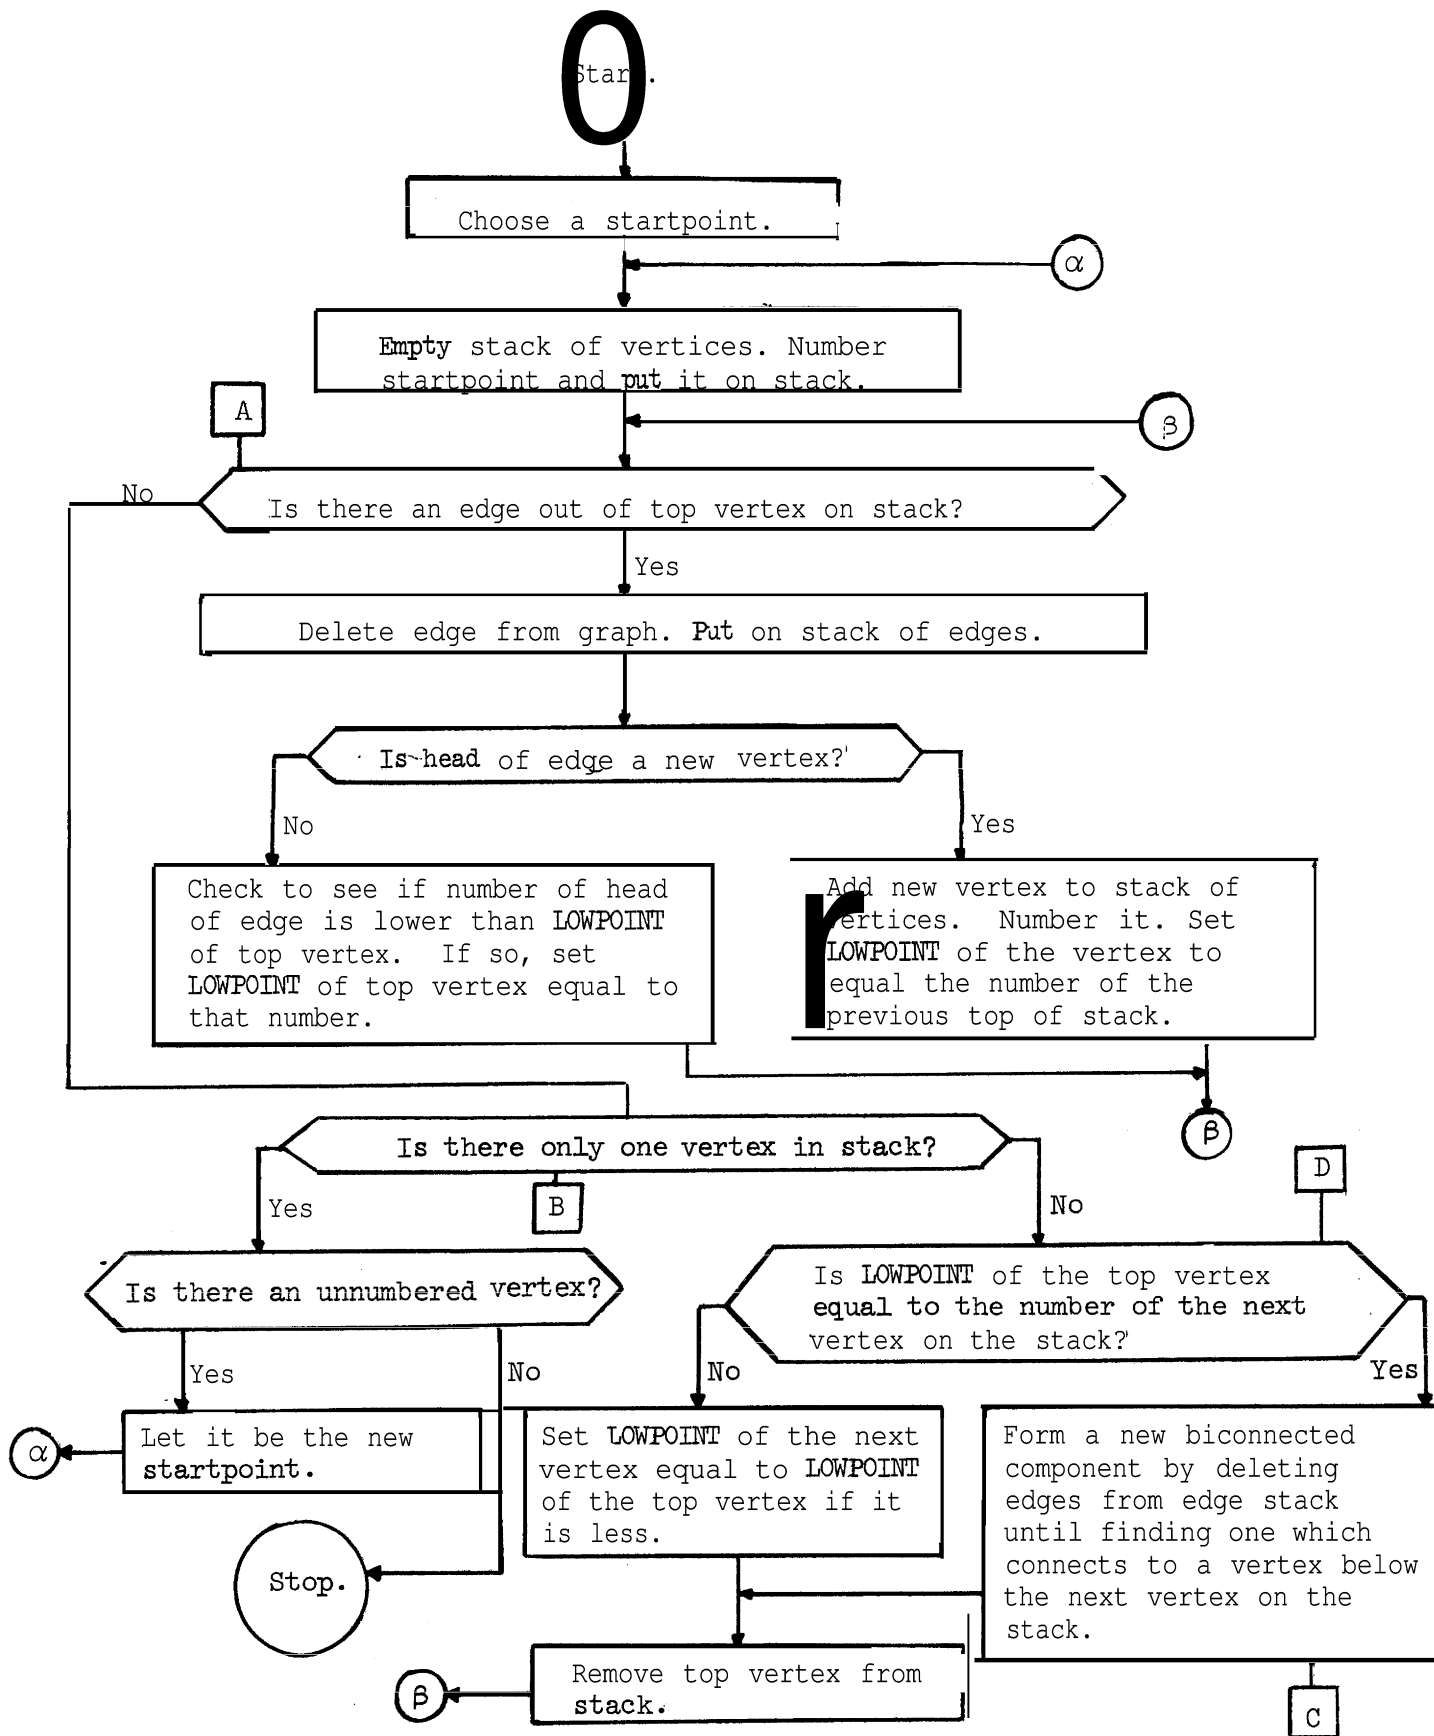 Start.
Choose a startpoint.
α
Empty stack of vertices. Number
startpoint and put it on stack.
A
β
No
Is there an edge out of top vertex on stack?
Yes
Delete edge from graph. Put on stack of edges.
Is head of edge a new vertex?
No
Yes
Check to see if number of head
of edge is lower than LOWPOINT
of top vertex. If so, set
LOWPOINT of top vertex equal to
that number.
Add new vertex to stack of
vertices. Number it. Set
LOWPOINT of the vertex to
equal the number of the
previous top of stack.
β
Is there only one vertex in stack?
B
D
Yes
No
Is there an unnumbered vertex?
Is LOWPOINT of the top vertex
equal to the number of the next
vertex on the stack?
Yes
No
No
Yes
α
Let it be the new
startpoint.
Set LOWPOINT of the next
vertex equal to LOWPOINT
of the top vertex if it
is less.
Form a new biconnected
component by deleting
edges from edge stack
until finding one which
connects to a vertex below
the next vertex on the
stack.
Stop.
β
Remove top vertex from
stack.
C